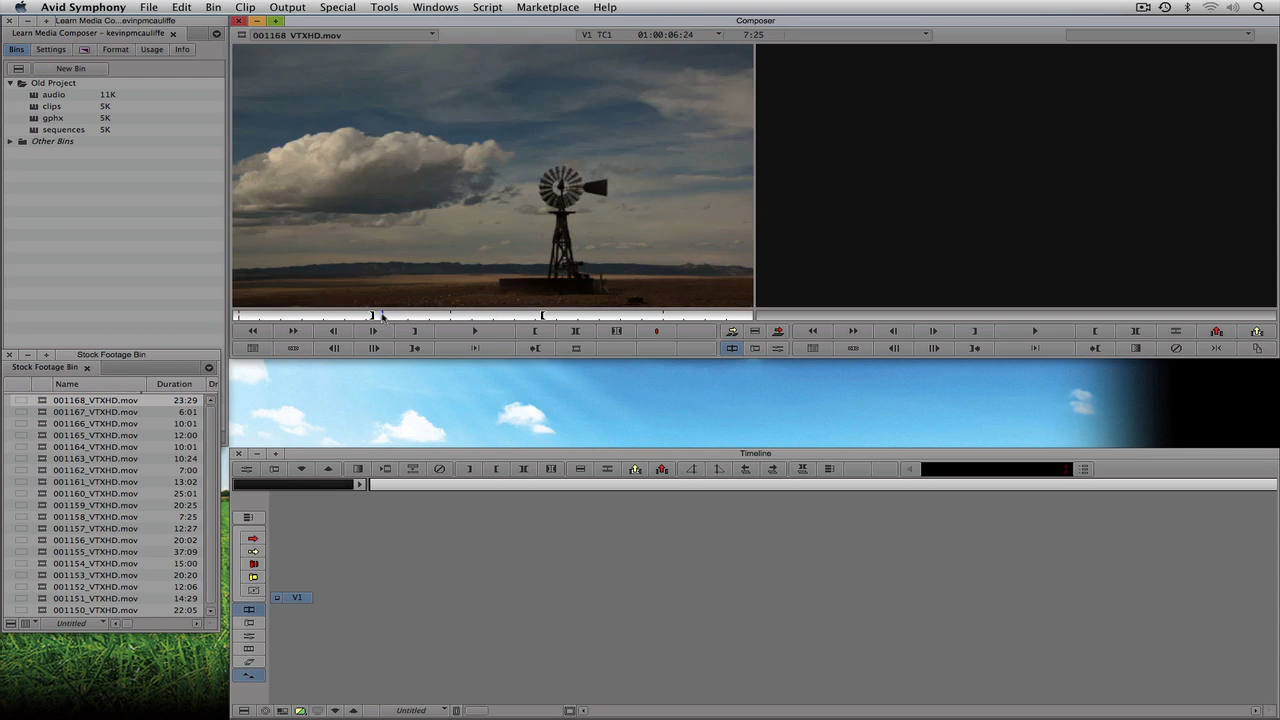 Avid Symphony File Edit Bin Clip Output Special Tools Windows Script Marketplace Help
Learn Media Co...evinpmcauliffe
Composer
Learn Media Composer – kevinpmcauliffe
001168_VTXHD.mov V1 TC1 01:00:06:24 7:25
Bins Settings Format Usage Info
New Bin
Old Project
audio 11K
clips 5K
gphx 5K
sequences 5K
Other Bins
Stock Footage Bin
Stock Footage Bin
Name Duration Dr
001168_VTXHD.mov 23:29
001167_VTXHD.mov 6:01
001166_VTXHD.mov 10:01
001165_VTXHD.mov 12:00
001164_VTXHD.mov 10:01
001163_VTXHD.mov 10:24
001162_VTXHD.mov 7:00
001161_VTXHD.mov 13:02
001160_VTXHD.mov 25:01
001159_VTXHD.mov 20:25
001158_VTXHD.mov 7:25
001157_VTXHD.mov 12:27
001156_VTXHD.mov 20:02
001155_VTXHD.mov 37:09
001154_VTXHD.mov 15:00
001153_VTXHD.mov 20:20
001152_VTXHD.mov 12:06
001151_VTXHD.mov 14:29
001150_VTXHD.mov 22:05
Untitled
Timeline
V1
Untitled